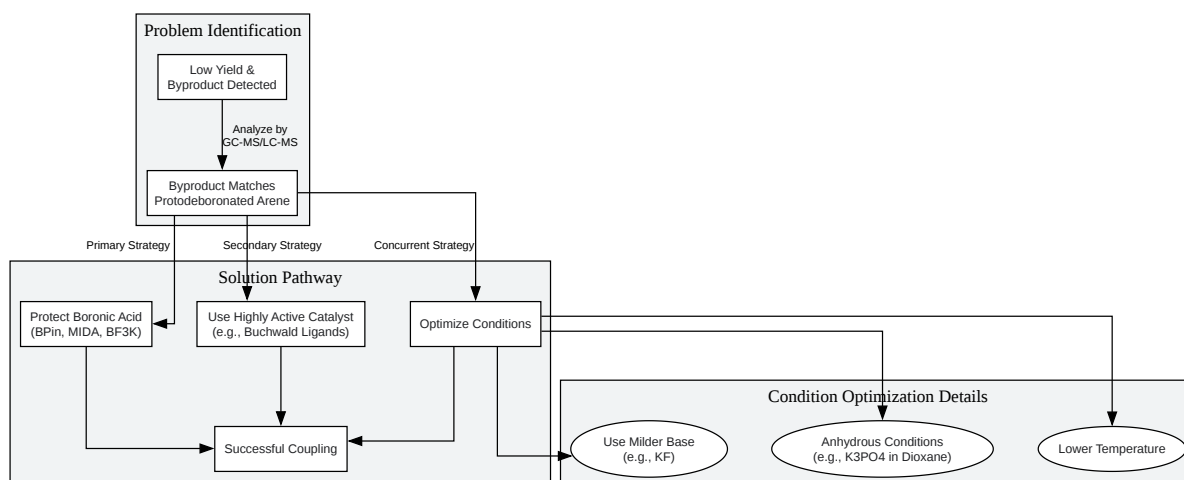 Problem Identification
Low Yield &
Byproduct Detected
Analyze by
GC-MS/LC-MS
Byproduct Matches
Protodeboronated Arene
Primary Strategy
Secondary Strategy
Concurrent Strategy
Solution Pathway
Protect Boronic Acid
(BPin, MIDA, BF3K)
Use Highly Active Catalyst
(e.g., Buchwald Ligands)
Optimize Conditions
Successful Coupling
Condition Optimization Details
Use Milder Base
(e.g., KF)
Anhydrous Conditions
(e.g., K3PO4 in Dioxane)
Lower Temperature